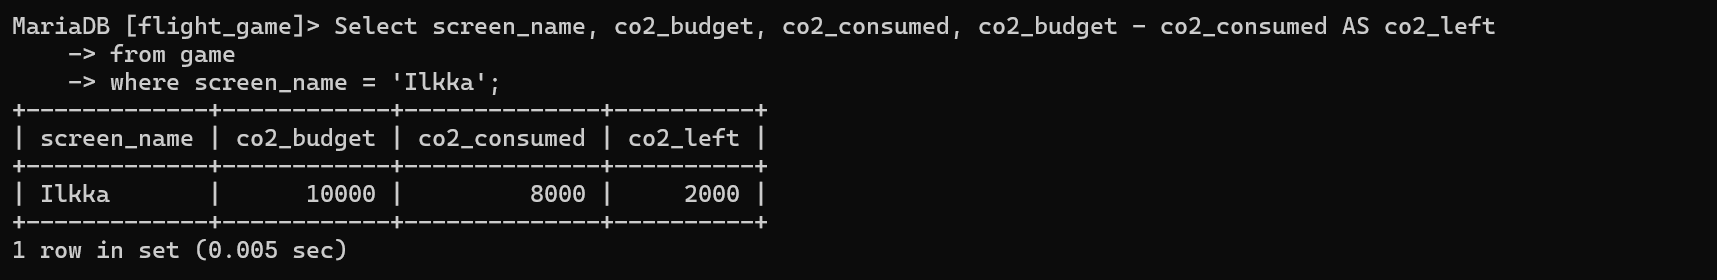 MariaDB [flight_game]> Select screen_name, co2_budget, co2_consumed, co2_budget - co2_consumed AS co2_left
    -> from game
    -> where screen_name = 'Ilkka';
+-------------+------------+--------------+----------+
| screen_name | co2_budget | co2_consumed | co2_left |
+-------------+------------+--------------+----------+
| Ilkka       |      10000 |         8000 |     2000 |
+-------------+------------+--------------+----------+
1 row in set (0.005 sec)